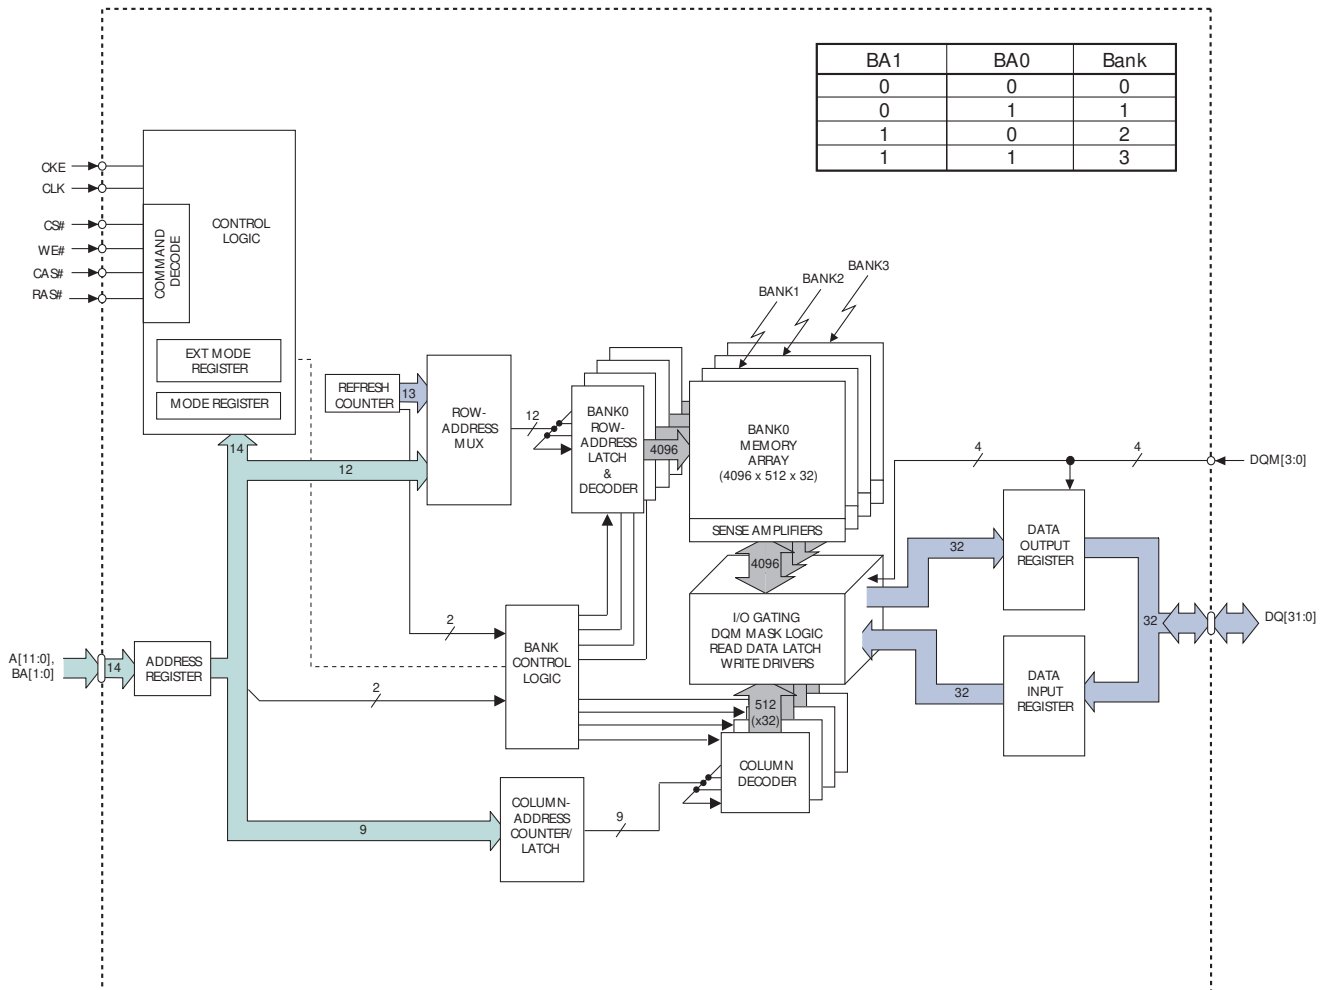 BA1 BA0 Bank
0 0 0
0 1 1
1 0 2
1 1 3
CKE
CLK
CS#
WE#
CAS#
RAS#
COMMAND
DECODE
CONTROL
LOGIC
EXT MODE
REGISTER
MODE REGISTER
BANK1
BANK2
BANK3
REFRESH
COUNTER
13
ROW-
ADDRESS
MUX
12
BANK0
ROW-
ADDRESS
LATCH
&
DECODER
4096
BANK0
MEMORY
ARRAY
(4096 x 512 x 32)
SENSE AMPLIFIERS
4096
14
12
4
4
DQM[3:0]
32
DATA
OUTPUT
REGISTER
I/O GATING
DQM MASK LOGIC
READ DATA LATCH
WRITE DRIVERS
32
DQ[31:0]
2
BANK
CONTROL
LOGIC
A[11:0],
BA[1:0]
14
ADDRESS
REGISTER
2
32
DATA
INPUT
REGISTER
512
(x32)
COLUMN
DECODER
9
COLUMN-
ADDRESS
COUNTER/
LATCH
9